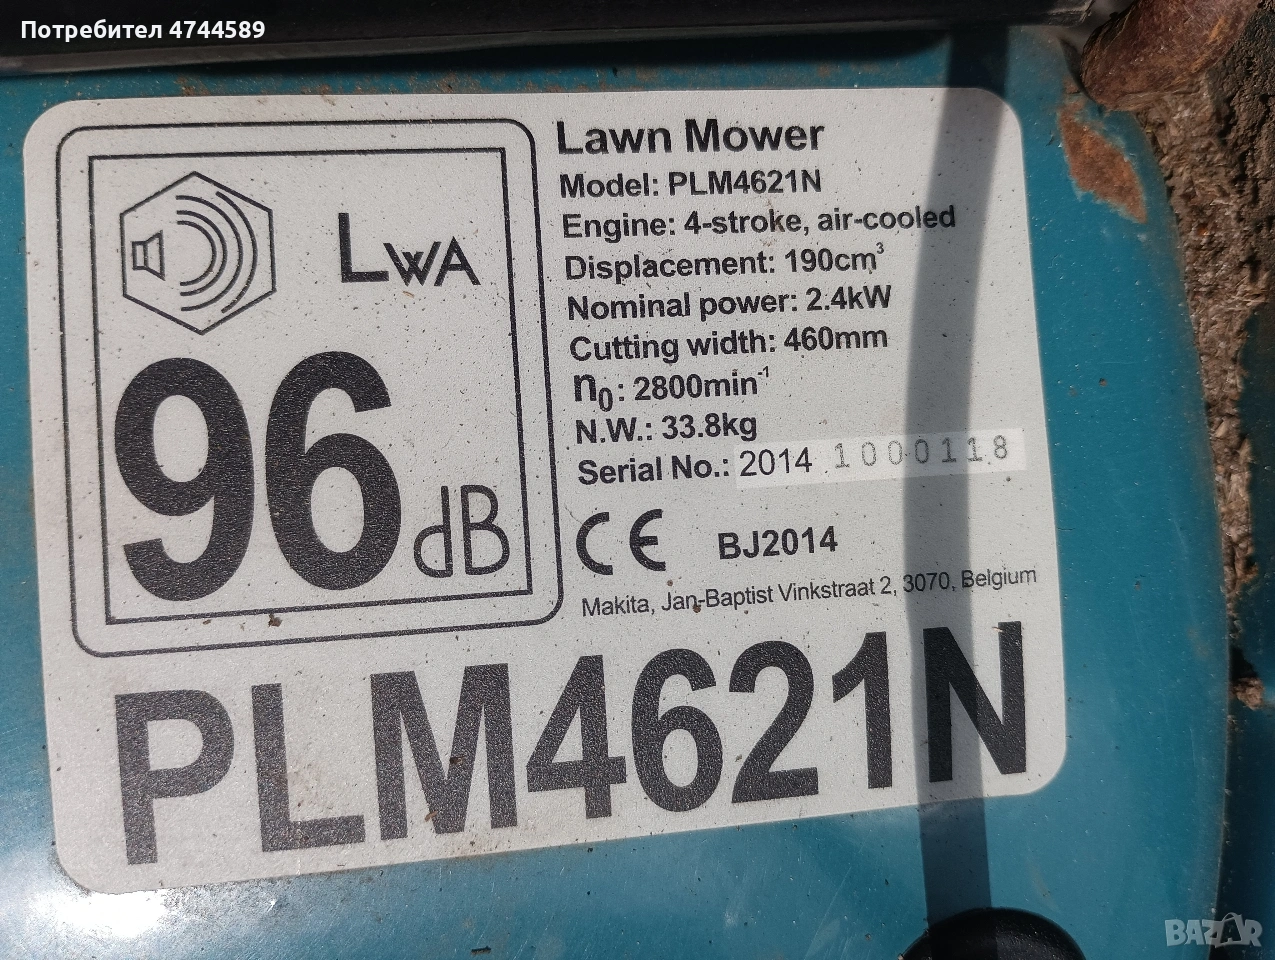 Потребител 4744589
LWA
96 dB
Lawn Mower
Model: PLM4621N
Engine: 4-stroke, air-cooled
Displacement: 190cm³
Nominal power: 2.4kW
Cutting width: 460mm
n₀: 2800min⁻¹
N.W.: 33.8kg
Serial No.: 2014 1000118
CE BJ2014
Makita, Jan-Baptist Vinkstraat 2, 3070, Belgium
PLM4621N
BAZAR